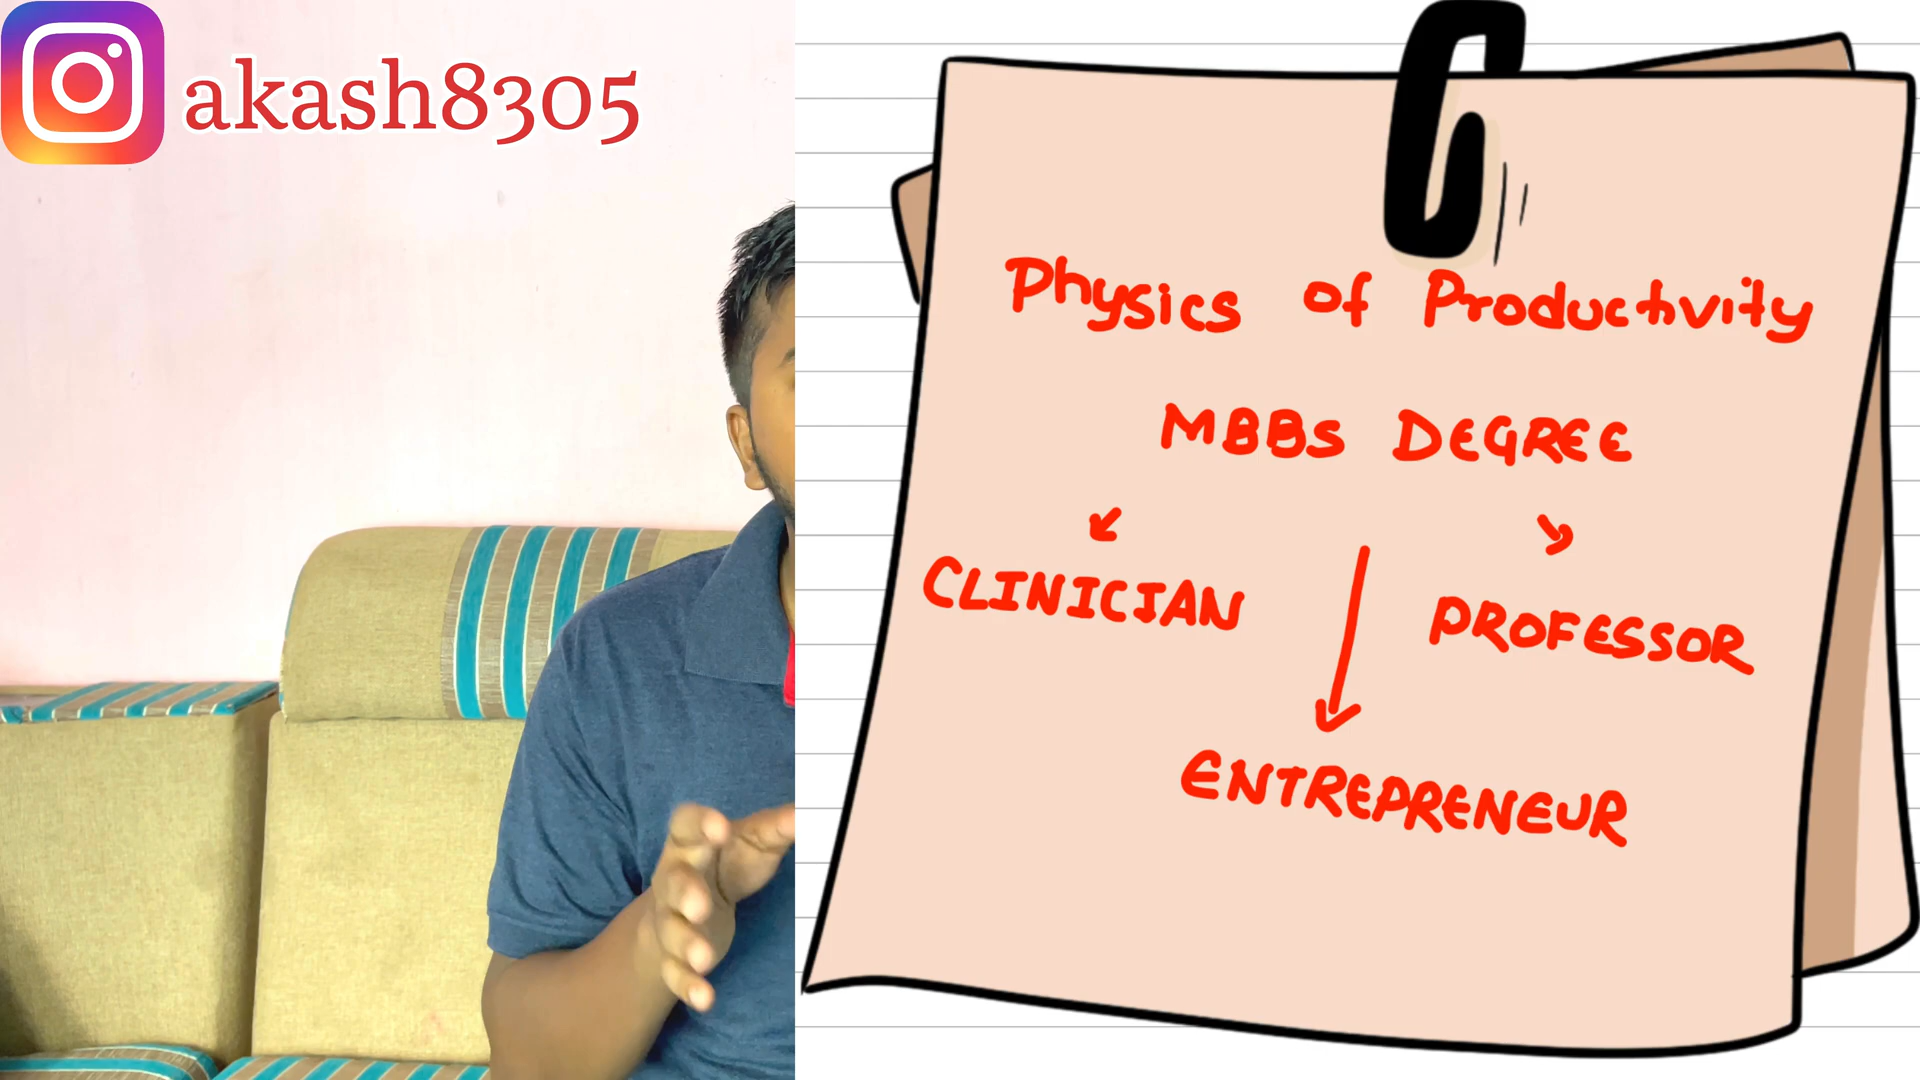 akash8305
Physics of Productivity
MBBS DEGREE
CLINICIAN
PROFESSOR
ENTREPRENEUR